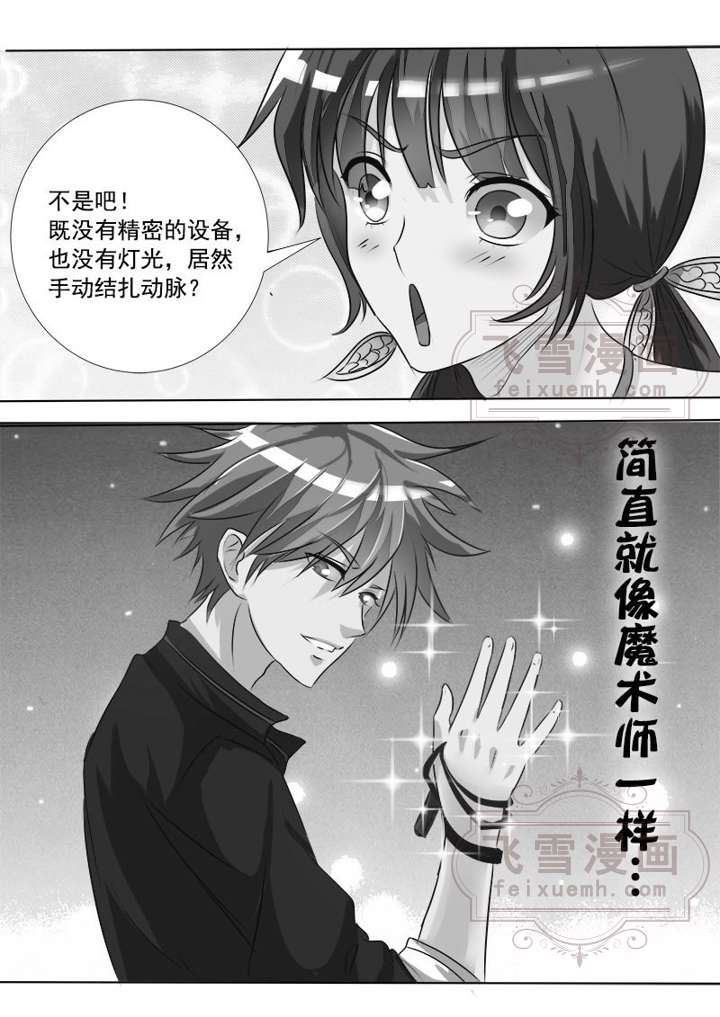 不是吧！
既没有精密的设备，
也没有灯光，居然
手动结扎动脉？
飞雪漫画
feixuemh.com
简直就像魔术师一样…
飞雪漫画
feixuemh.com